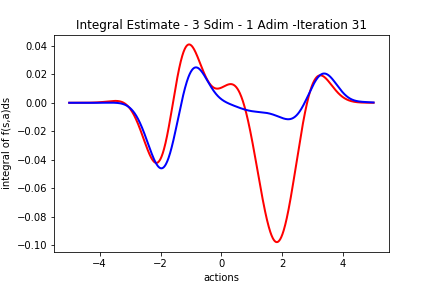 Integral Estimate - 3 Sdim - 1 Adim -Iteration 31
integral of f(s,a)ds
0.04
0.02
0.00
−0.02
−0.04
−0.06
−0.08
−0.10
−4 −2 0 2 4
actions